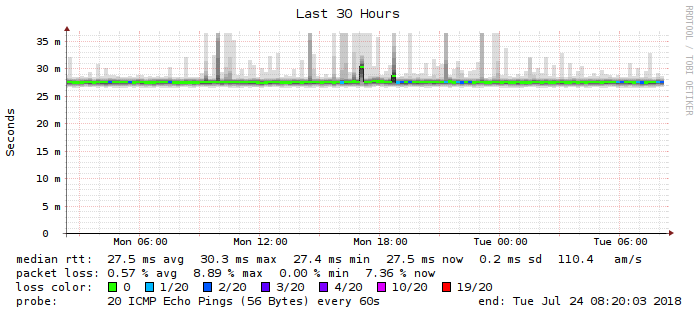 Last 30 Hours
RRDTOOL / TOBI OETIKER
Seconds
35 m
30 m
25 m
20 m
15 m
10 m
5 m
0
Mon 06:00 Mon 12:00 Mon 18:00 Tue 00:00 Tue 06:00
median rtt: 27.5 ms avg 30.3 ms max 27.4 ms min 27.5 ms now 0.2 ms sd 110.4 am/s
packet loss: 0.57 % avg 8.89 % max 0.00 % min 7.36 % now
loss color: 0 1/20 2/20 3/20 4/20 10/20 19/20
probe: 20 ICMP Echo Pings (56 Bytes) every 60s end: Tue Jul 24 08:20:03 2018